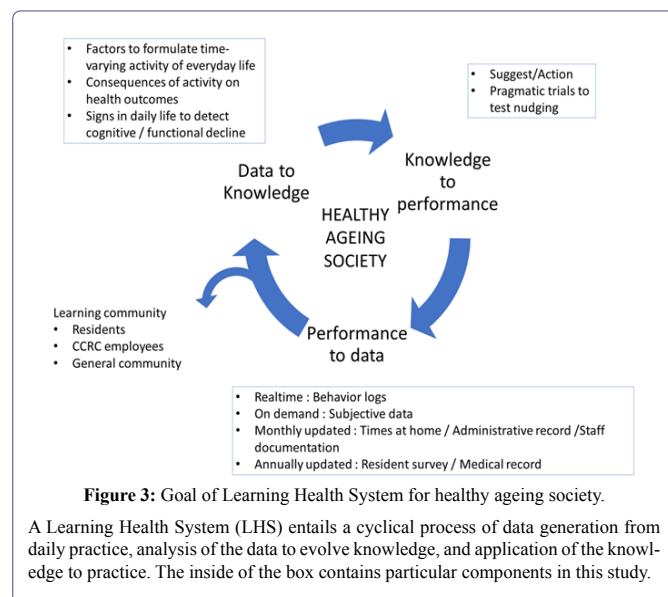 • Factors to formulate time-
varying activity of everyday life
• Consequences of activity on
health outcomes
• Signs in daily life to detect
cognitive / functional decline
• Suggest/Action
• Pragmatic trials to
test nudging
Data to
Knowledge
Knowledge
to
performance
HEALTHY
AGEING
SOCIETY
Learning community
• Residents
• CCRC employees
• General community
Performance
to data
• Realtime : Behavior logs
• On demand : Subjective data
• Monthly updated : Times at home / Administrative record /Staff
documentation
• Annually updated : Resident survey / Medical record
Figure 3: Goal of Learning Health System for healthy ageing society.
A Learning Health System (LHS) entails a cyclical process of data generation from
daily practice, analysis of the data to evolve knowledge, and application of the knowl-
edge to practice. The inside of the box contains particular components in this study.